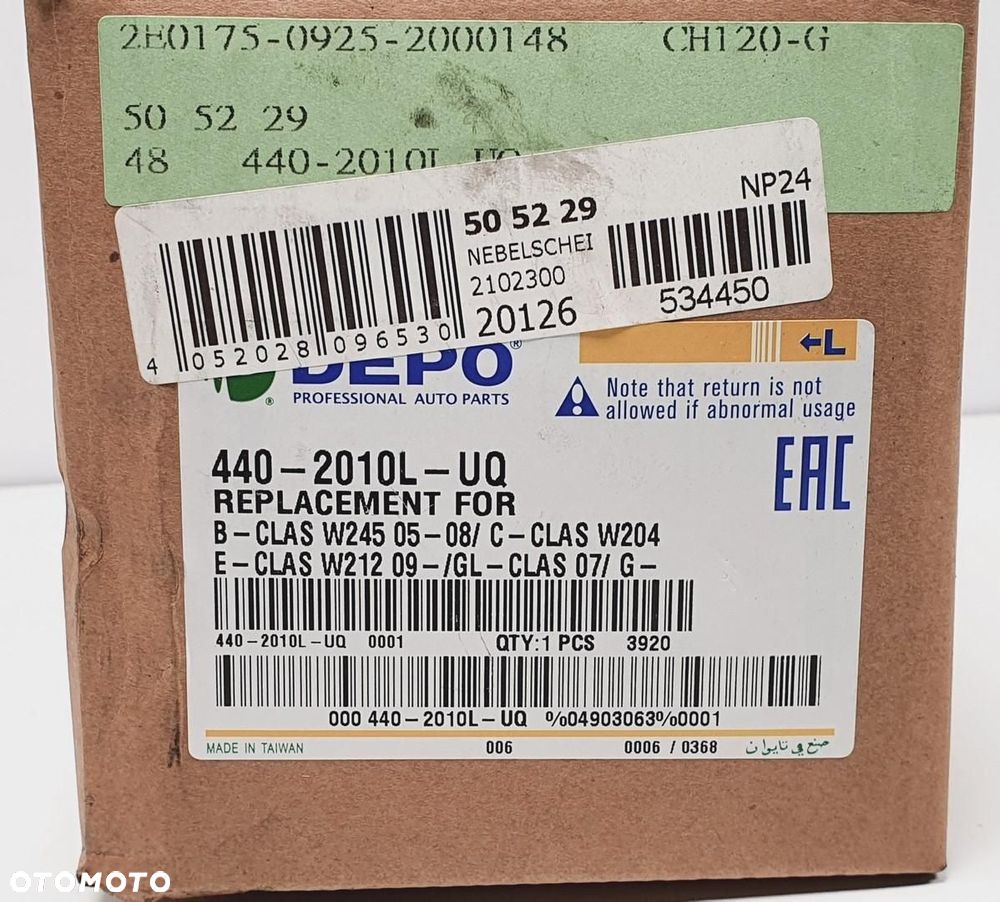 2E0175-0925-2000148 CH120-G
50 52 29
48 440-2010L-UQ
50 52 29
NEBELSCHEI
2102300
20126
NP24
534450
4 052028 096530
DEPO®
PROFESSIONAL AUTO PARTS
®
←L
Note that return is not
allowed if abnormal usage
EAC
440-2010L-UQ
REPLACEMENT FOR
B-CLAS W245 05-08/ C-CLAS W204
E-CLAS W212 09-/GL-CLAS 07/ G-
440-2010L-UQ 0001 QTY:1 PCS 3920
000 440-2010L-UQ %04903063%0001
MADE IN TAIWAN 006 0006 / 0368 صنع في تايوان
OTOMOTO